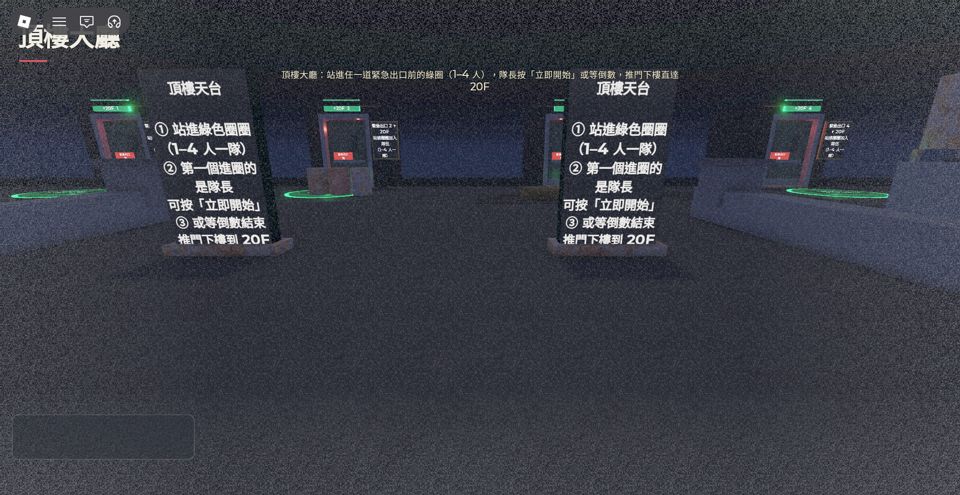 頂樓大廳
頂樓大廳：站進任一道緊急出口前的綠圈（1–4 人），隊長按「立即開始」或等倒數，推門下樓直達
20F
頂樓天台
① 站進綠色圈圈
（1–4 人一隊）
② 第一個進圈的
是隊長
可按「立即開始」
③ 或等倒數結束
推門下樓到 20F
頂樓天台
① 站進綠色圈圈
（1–4 人一隊）
② 第一個進圈的
是隊長
可按「立即開始」
③ 或等倒數結束
推門下樓到 20F